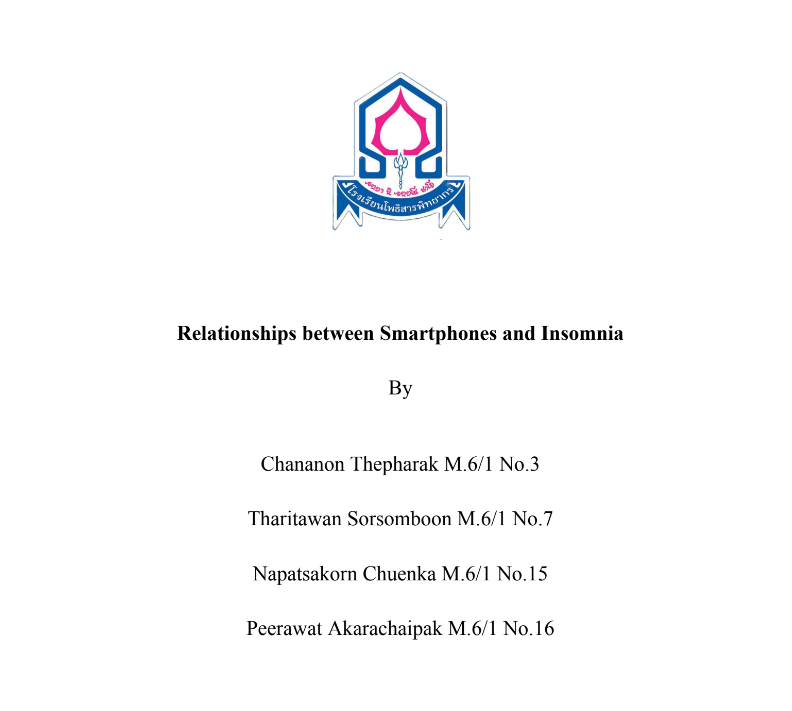 โรงเรียนโพธิสารพิทยากร
Relationships between Smartphones and Insomnia
By
Chananon Thepharak M.6/1 No.3
Tharitawan Sorsomboon M.6/1 No.7
Napatsakorn Chuenka M.6/1 No.15
Peerawat Akarachaipak M.6/1 No.16